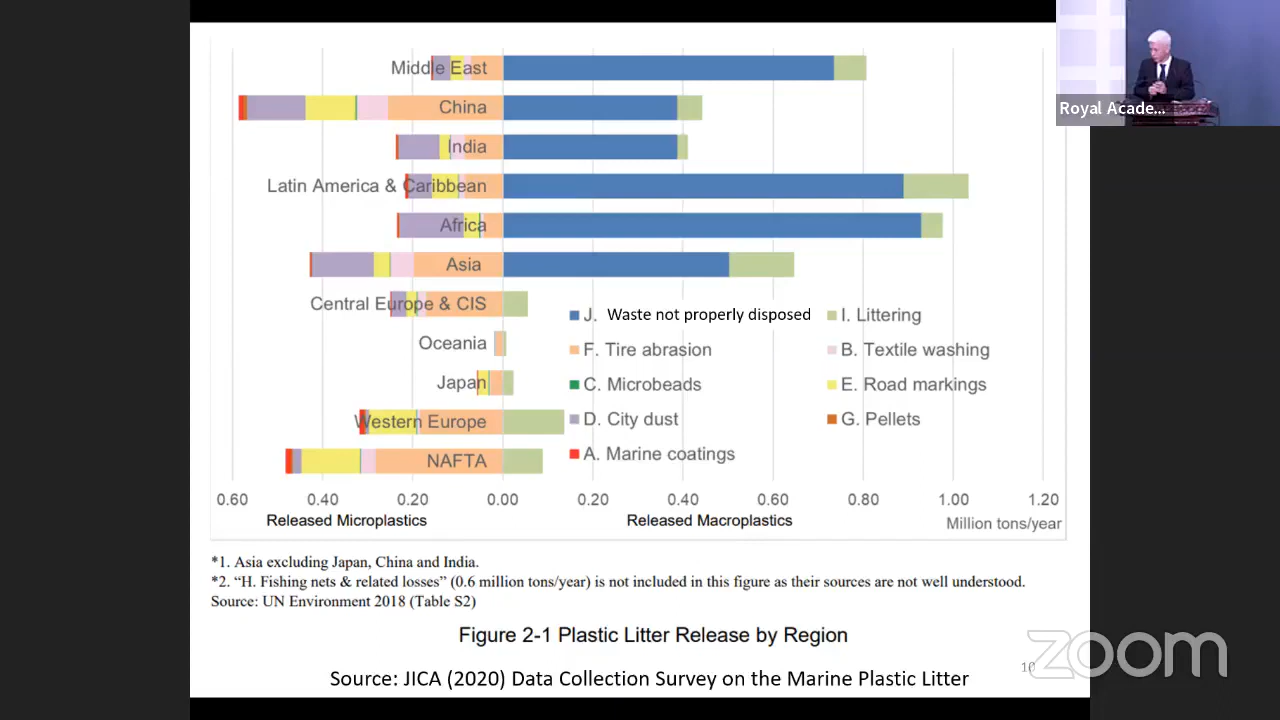 Royal Acade...
Middle East
China
India
Latin America & Caribbean
Africa
Asia
Central Europe & CIS
Oceania
Japan
Western Europe
NAFTA
J. Waste not properly disposed
I. Littering
F. Tire abrasion
B. Textile washing
C. Microbeads
E. Road markings
D. City dust
G. Pellets
A. Marine coatings
0.60 0.40 0.20 0.00 0.20 0.40 0.60 0.80 1.00 1.20
Released Microplastics Released Macroplastics Million tons/year
*1. Asia excluding Japan, China and India.
*2. “H. Fishing nets & related losses” (0.6 million tons/year) is not included in this figure as their sources are not well understood.
Source: UN Environment 2018 (Table S2)
Figure 2-1 Plastic Litter Release by Region
Source: JICA (2020) Data Collection Survey on the Marine Plastic Litter
10
zoom